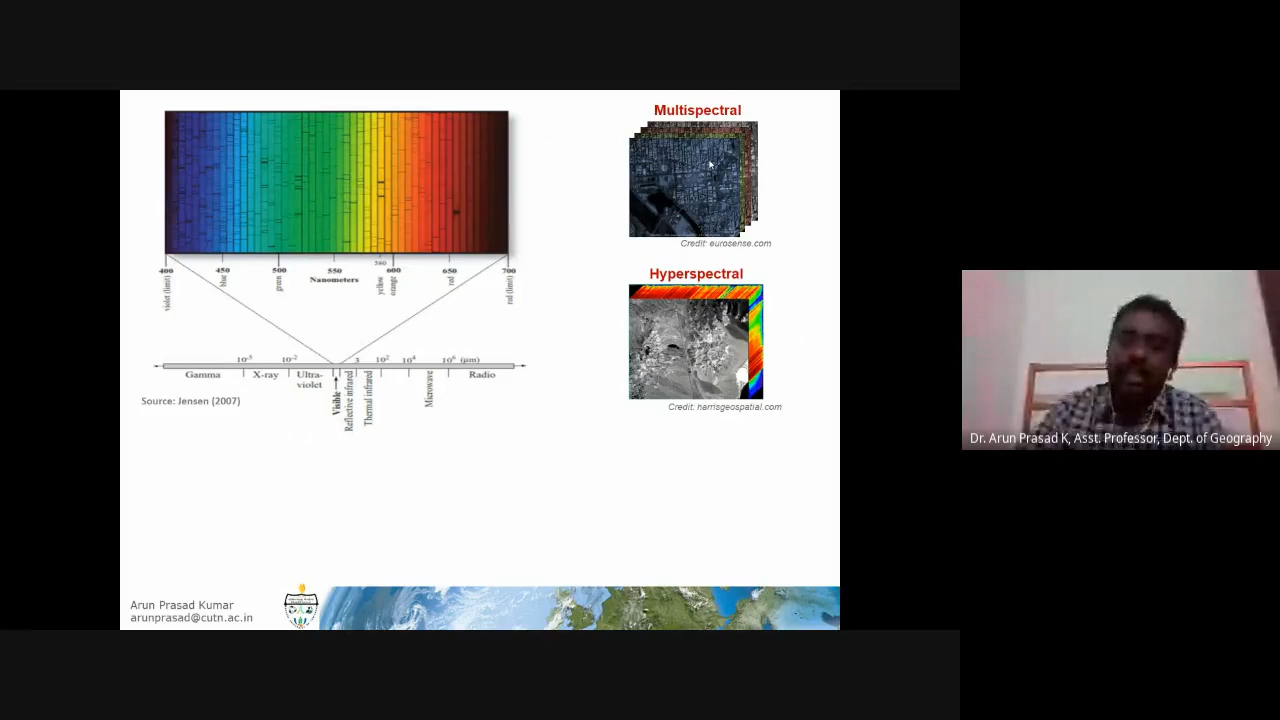 Multispectral
Credit: eurosense.com
Hyperspectral
Credit: harrisgeospatial.com
580
400
450
500
550
600
650
700
Nanometers
violet (limit)
blue
green
yellow
orange
red
red (limit)
10-5
10-2
3
10²
10⁴
10⁶ (µm)
Gamma
X-ray
Ultra-
violet
Visible
Reflective infrared
Thermal infrared
Microwave
Radio
Source: Jensen (2007)
Arun Prasad Kumar
arunprasad@cutn.ac.in
Dr. Arun Prasad K, Asst. Professor, Dept. of Geography